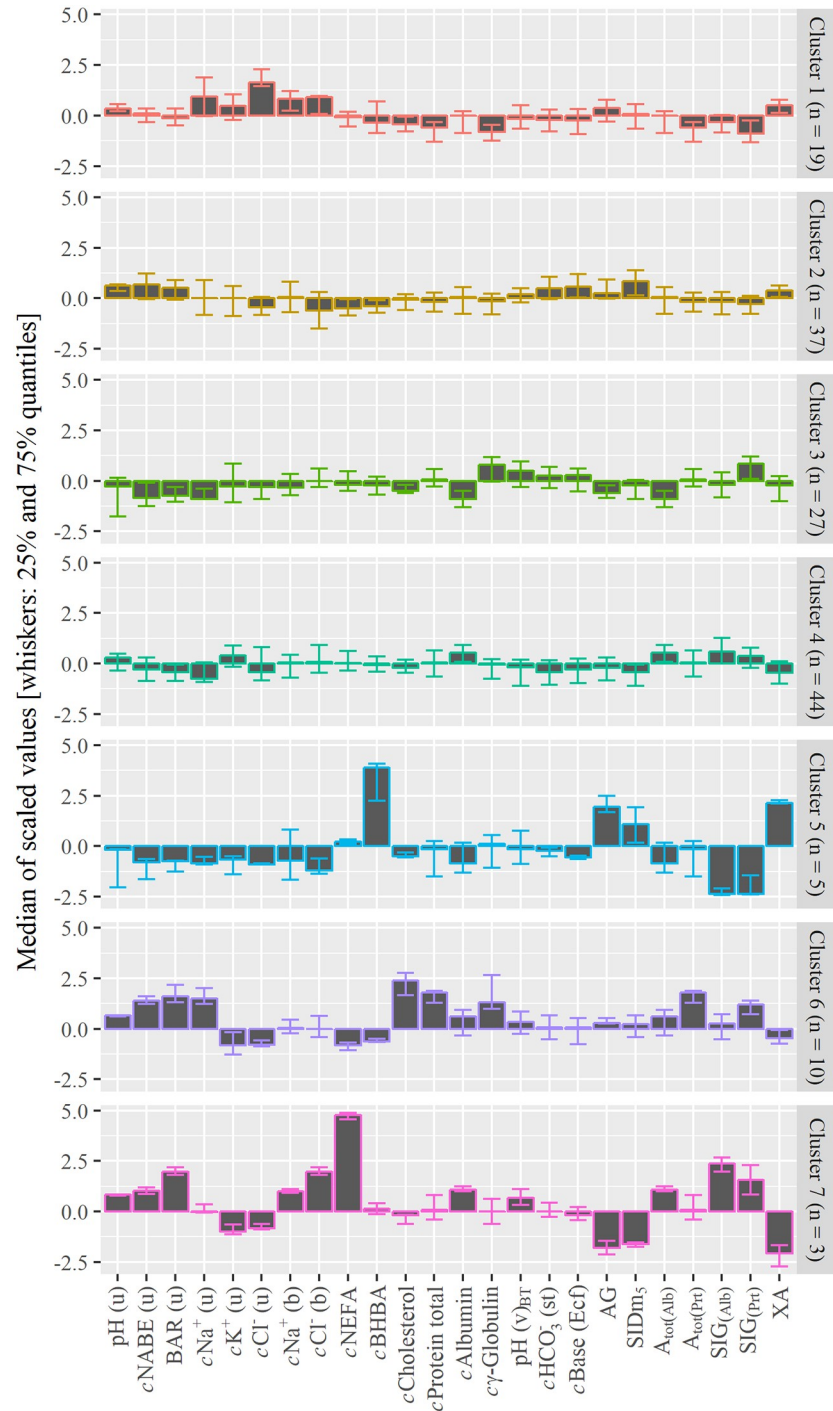 Median of scaled values [whiskers: 25% and 75% quantiles]
5.0
2.5
0.0
-2.5
Cluster 1 (n = 19)
5.0
2.5
0.0
-2.5
Cluster 2 (n = 37)
5.0
2.5
0.0
-2.5
Cluster 3 (n = 27)
5.0
2.5
0.0
-2.5
Cluster 4 (n = 44)
5.0
2.5
0.0
-2.5
Cluster 5 (n = 5)
5.0
2.5
0.0
-2.5
Cluster 6 (n = 10)
5.0
2.5
0.0
-2.5
Cluster 7 (n = 3)
pH (u)
cNABE (u)
BAR (u)
cNa⁺ (u)
cK⁺ (u)
cCl⁻ (u)
cNa⁺ (b)
cCl⁻ (b)
cNEFA
cBHBA
cCholesterol
cProtein total
cAlbumin
cγ-Globulin
pH (v)BT
cHCO₃⁻ (st)
cBase (Ecf)
AG
SIDm₅
Atot(Alb)
Atot(Prt)
SIG(Alb)
SIG(Prt)
XA